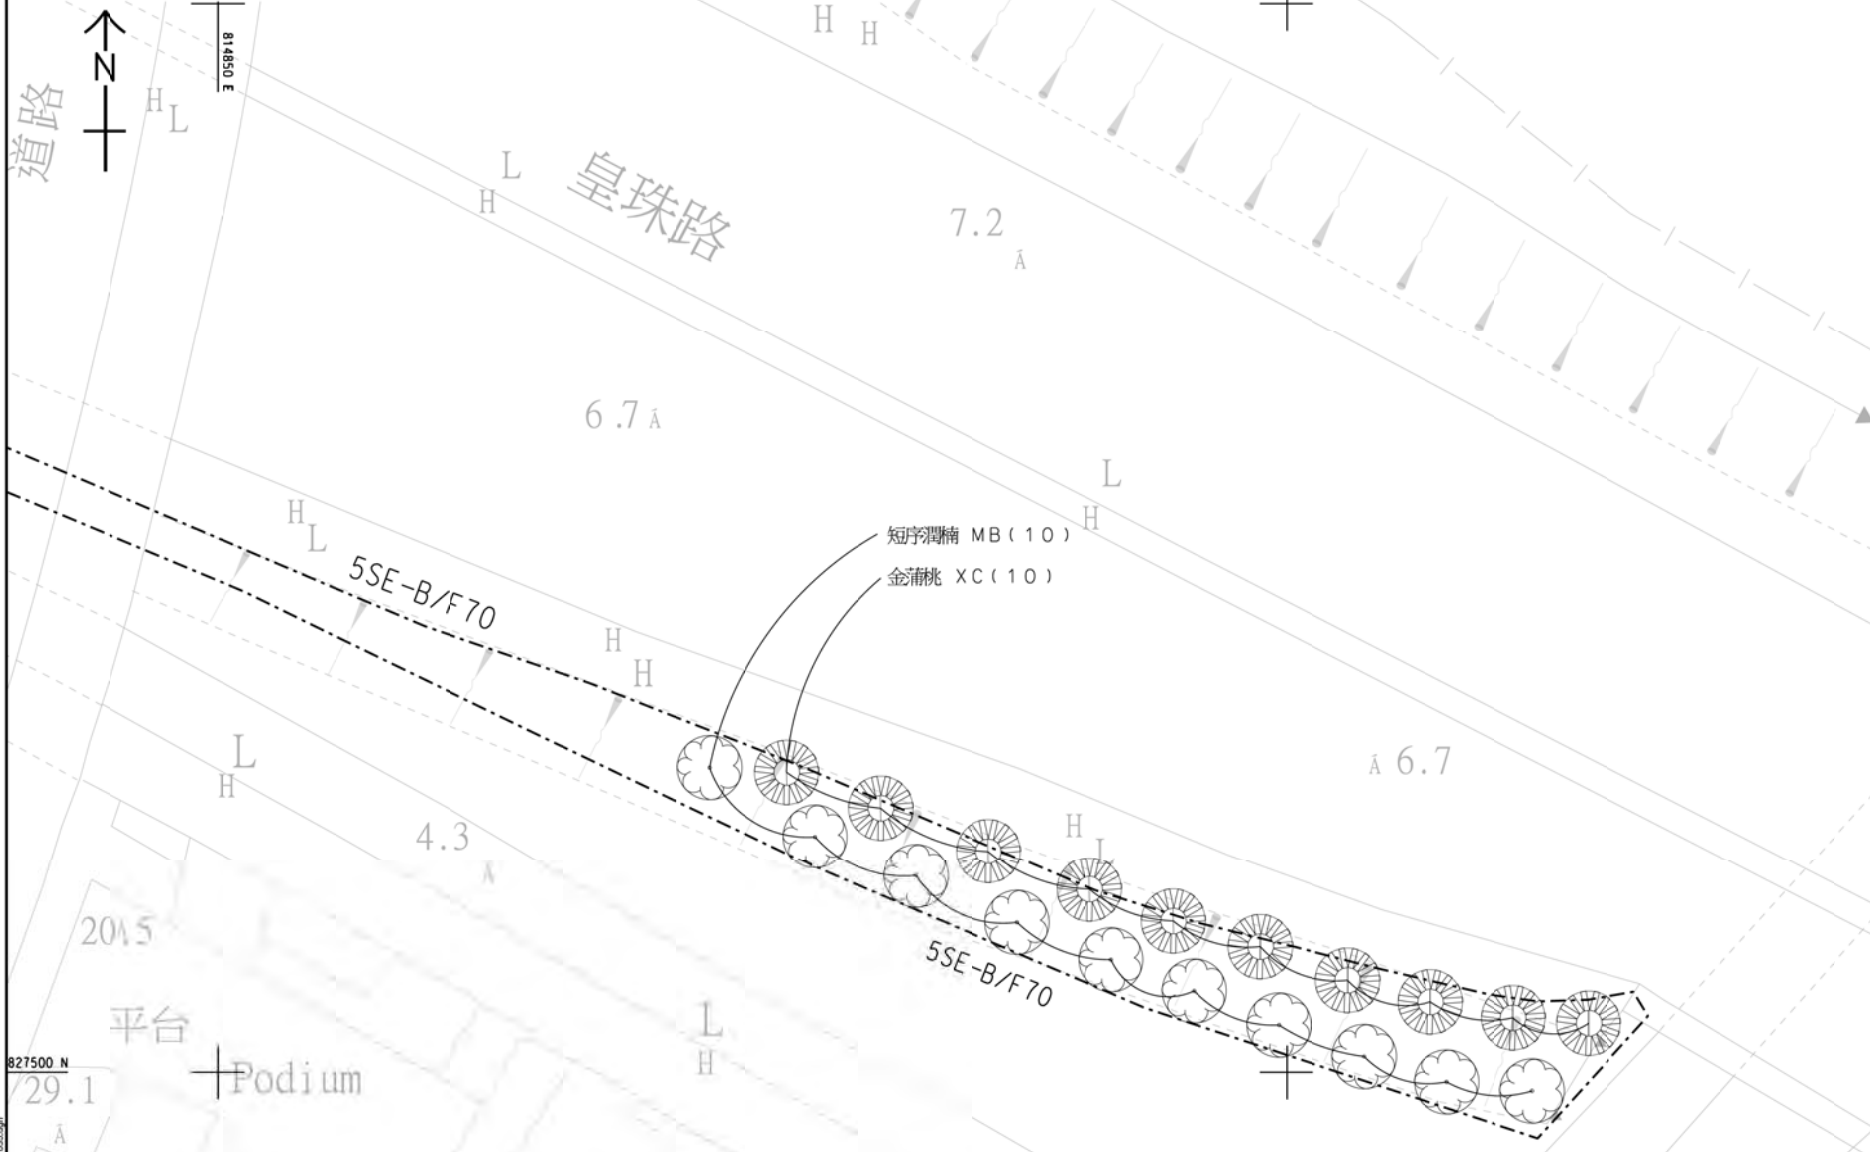 N
814850 E
道路
H
L
H
H
L
H
皇珠路
7.2
6.7
L
H
H
L
5SE-B/F70
短序潤楠 MB(10)
金蒲桃 XC(10)
H
H
L
H
4.3
6.7
H
L
20.5
5SE-B/F70
平台
L
H
827500 N
Podium
29.1